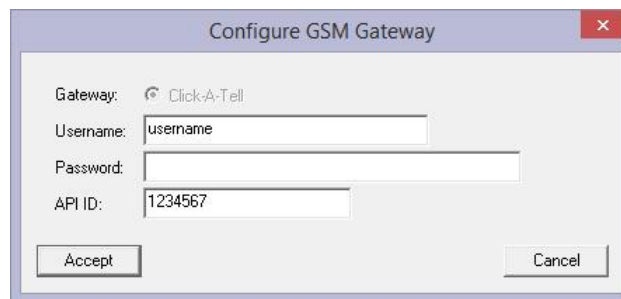 Configure GSM Gateway
Gateway: Click-A-Tell
Username: username
Password:
API ID: 1234567
Accept Cancel